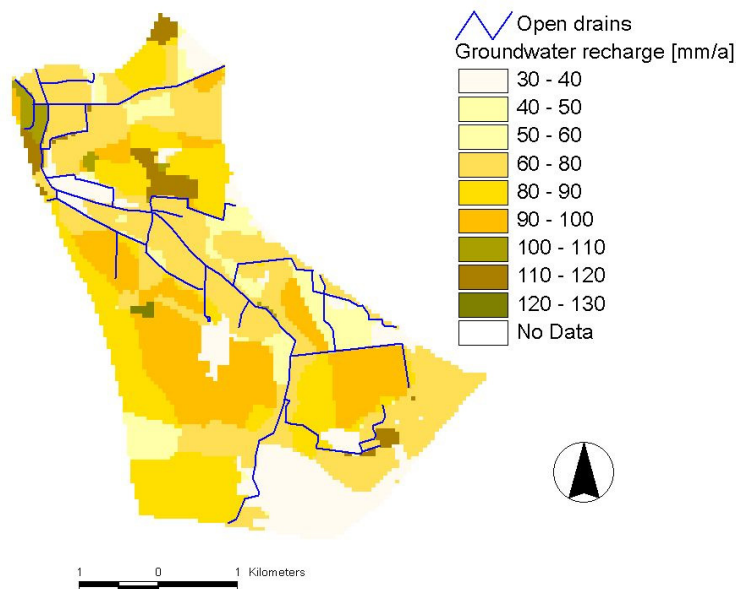 Open drains
Groundwater recharge [mm/a]
30 - 40
40 - 50
50 - 60
60 - 80
80 - 90
90 - 100
100 - 110
110 - 120
120 - 130
No Data
1 0 1 Kilometers